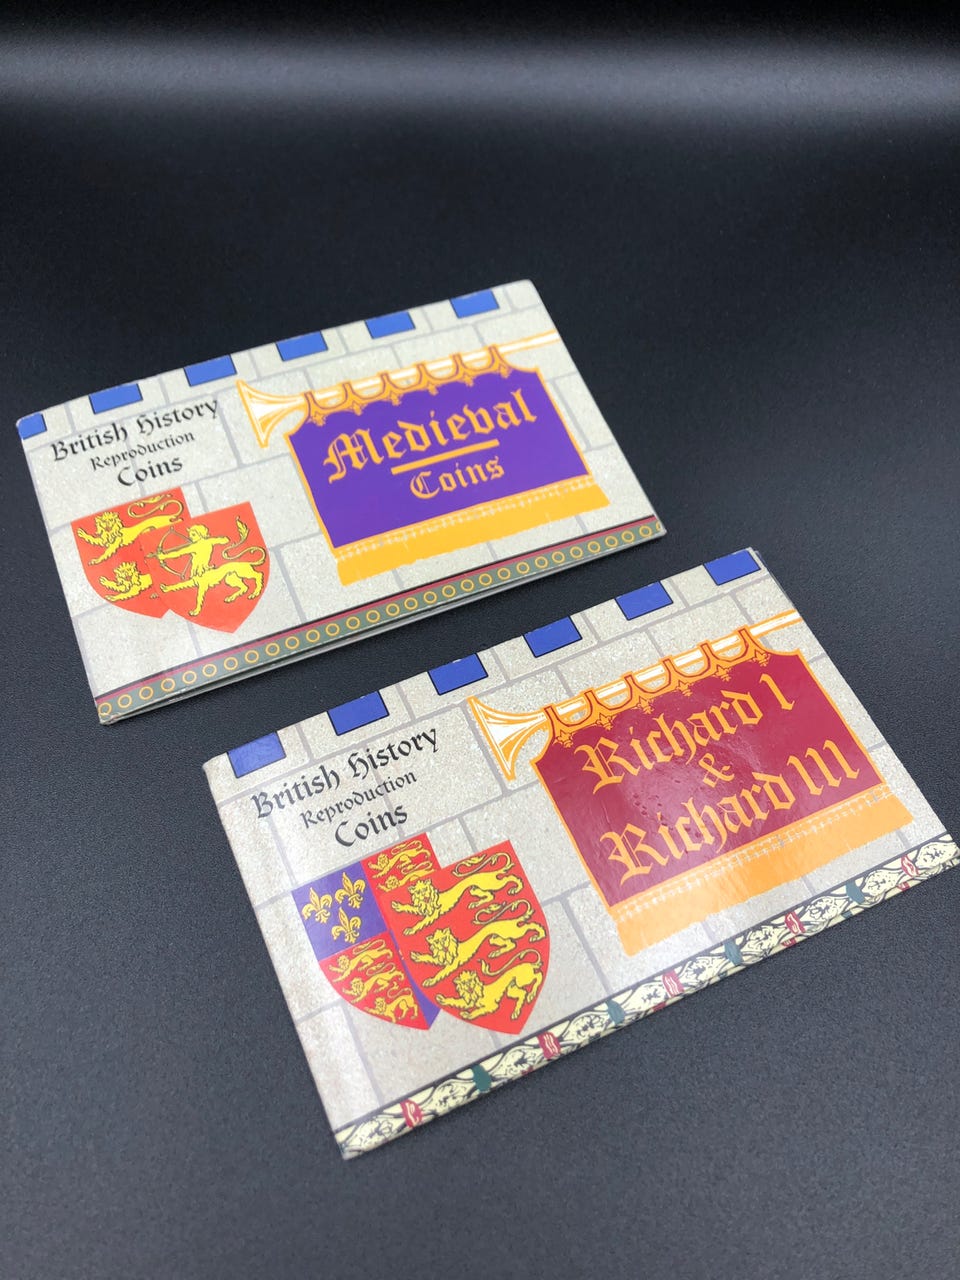 British History
Reproduction
Coins
Medieval
Coins
British History
Reproduction
Coins
Richard I
&
Richard III